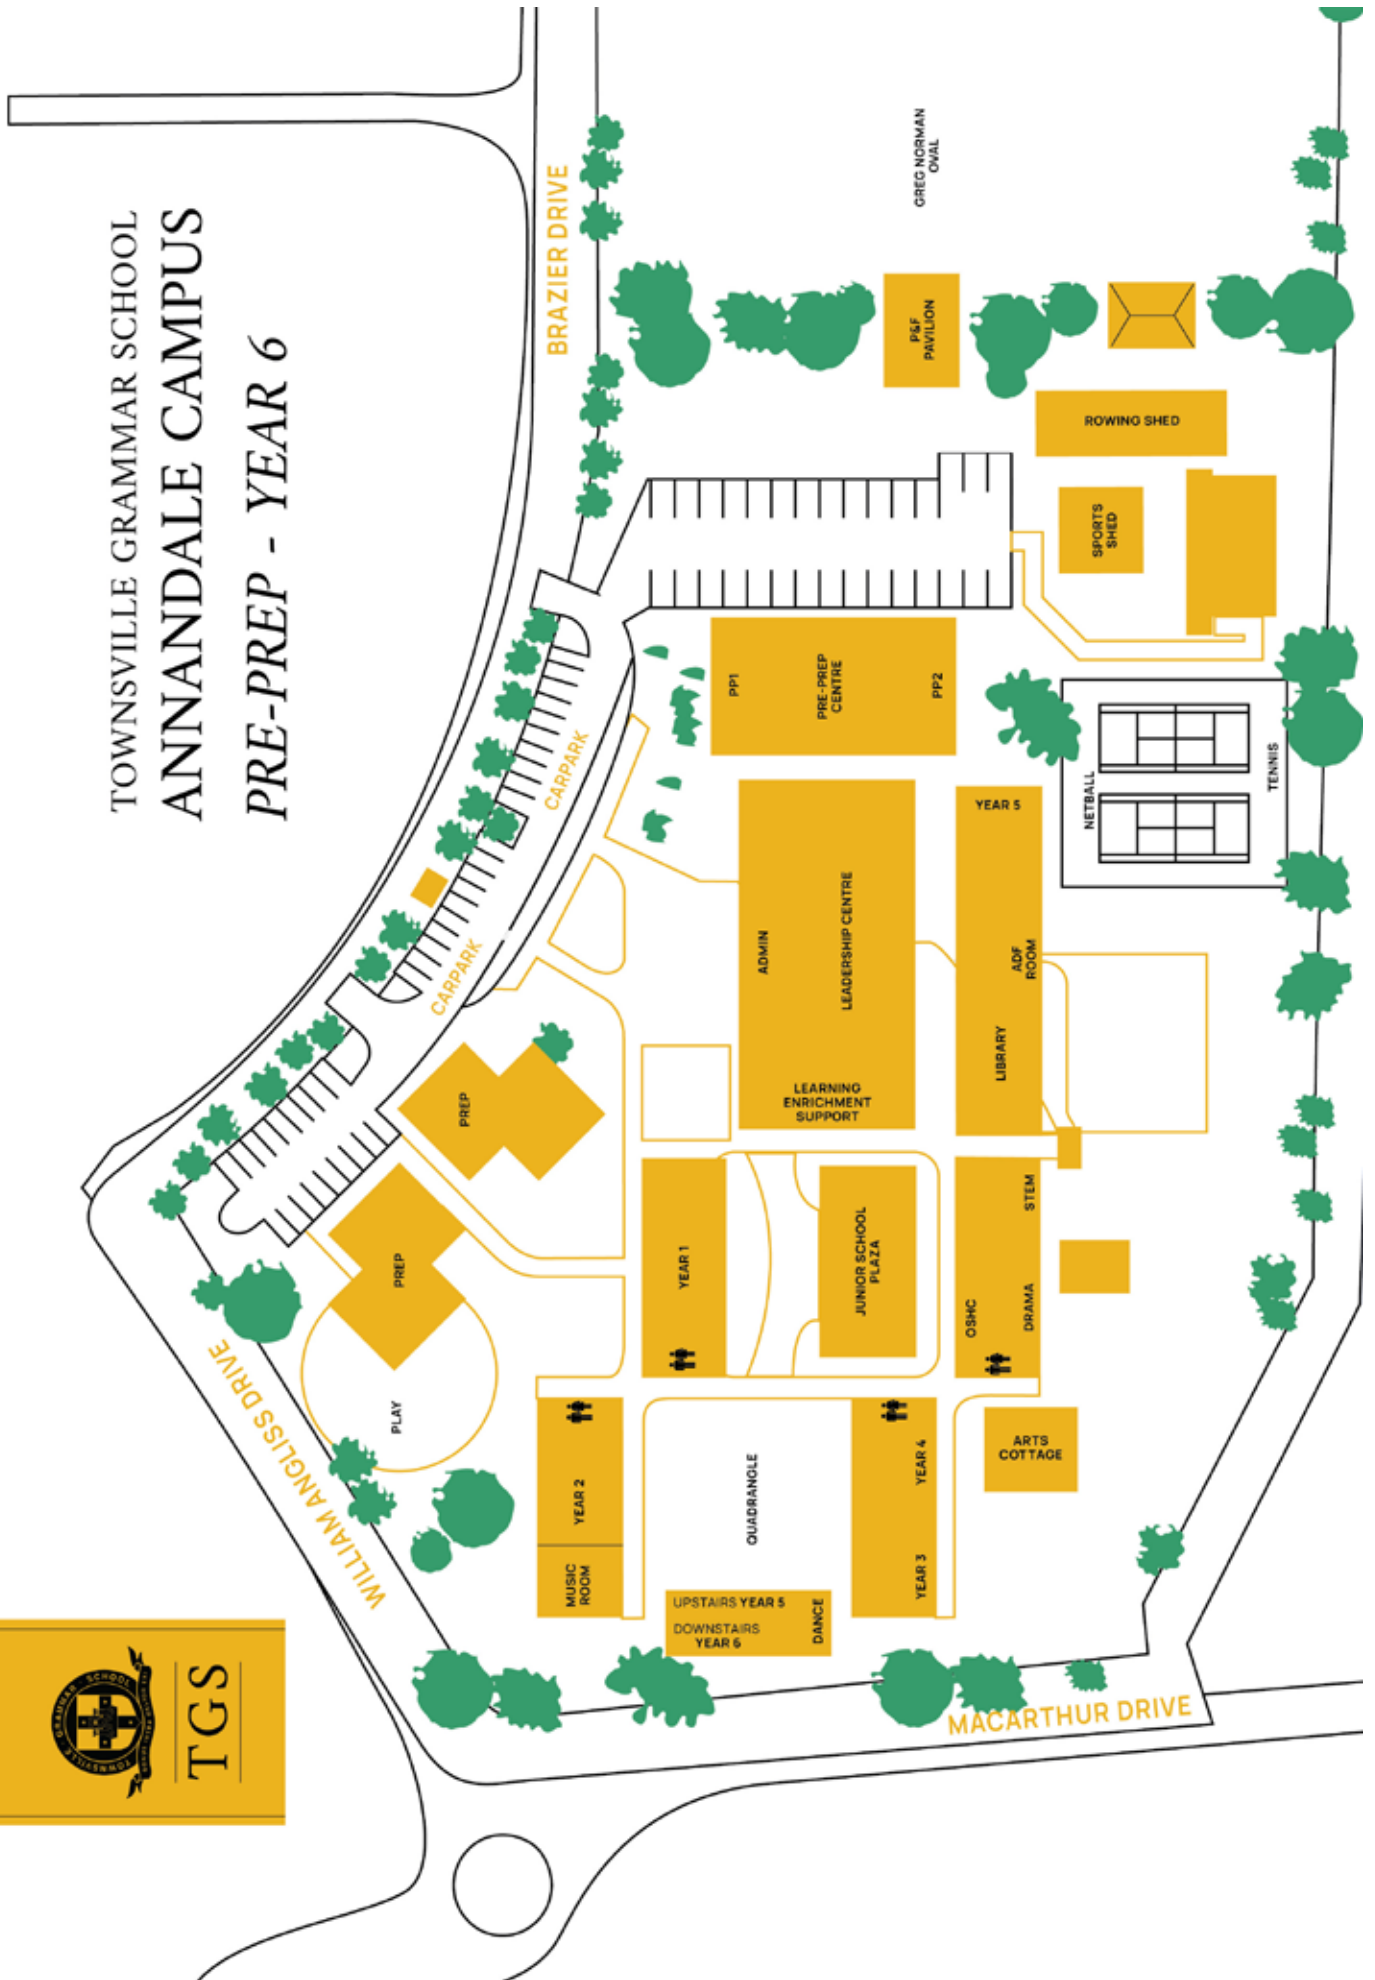 TOWNSVILLE GRAMMAR SCHOOL
ANNANDALE CAMPUS
PRE-PREP - YEAR 6
TGS
BRAZIER DRIVE
WILLIAM ANGLISS DRIVE
MACARTHUR DRIVE
CARPARK
CARPARK
GREG NORMAN
OVAL
P&F
PAVILION
ROWING SHED
SPORTS
SHED
PP1
PRE-PREP
CENTRE
PP2
NETBALL
TENNIS
YEAR 5
ADF
ROOM
LIBRARY
ADMIN
LEADERSHIP CENTRE
LEARNING
ENRICHMENT
SUPPORT
PREP
PREP
PLAY
YEAR 1
JUNIOR SCHOOL
PLAZA
STEM
OSHC
DRAMA
ARTS
COTTAGE
YEAR 2
MUSIC
ROOM
QUADRANGLE
YEAR 4
YEAR 3
UPSTAIRS YEAR 5
DOWNSTAIRS
YEAR 6
DANCE
TOWNSVILLE GRAMMAR SCHOOL